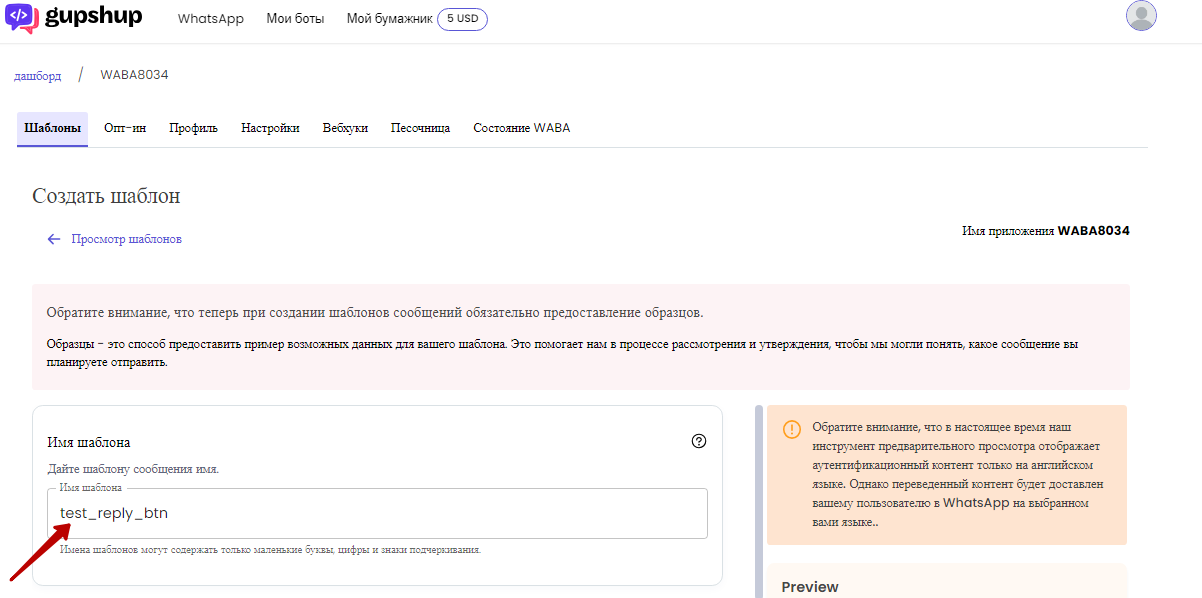 gupshup WhatsApp Мои боты Мой бумажник 5 USD
дашборд / WABA8034
Шаблоны Опт-ин Профиль Настройки Вебхуки Песочница Состояние WABA
Создать шаблон
← Просмотр шаблонов
Имя приложения WABA8034
Обратите внимание, что теперь при создании шаблонов сообщений обязательно предоставление образцов.
Образцы - это способ предоставить пример возможных данных для вашего шаблона. Это помогает нам в процессе рассмотрения и утверждения, чтобы мы могли понять, какое сообщение вы
планируете отправить.
Имя шаблона
Дайте шаблону сообщения имя.
Имя шаблона
test_reply_btn
Имена шаблонов могут содержать только маленькие буквы, цифры и знаки подчеркивания.
Обратите внимание, что в настоящее время наш
инструмент предварительного просмотра отображает
аутентификационный контент только на английском
языке. Однако переведенный контент будет доставлен
вашему пользователю в WhatsApp на выбранном
вами языке..
Preview